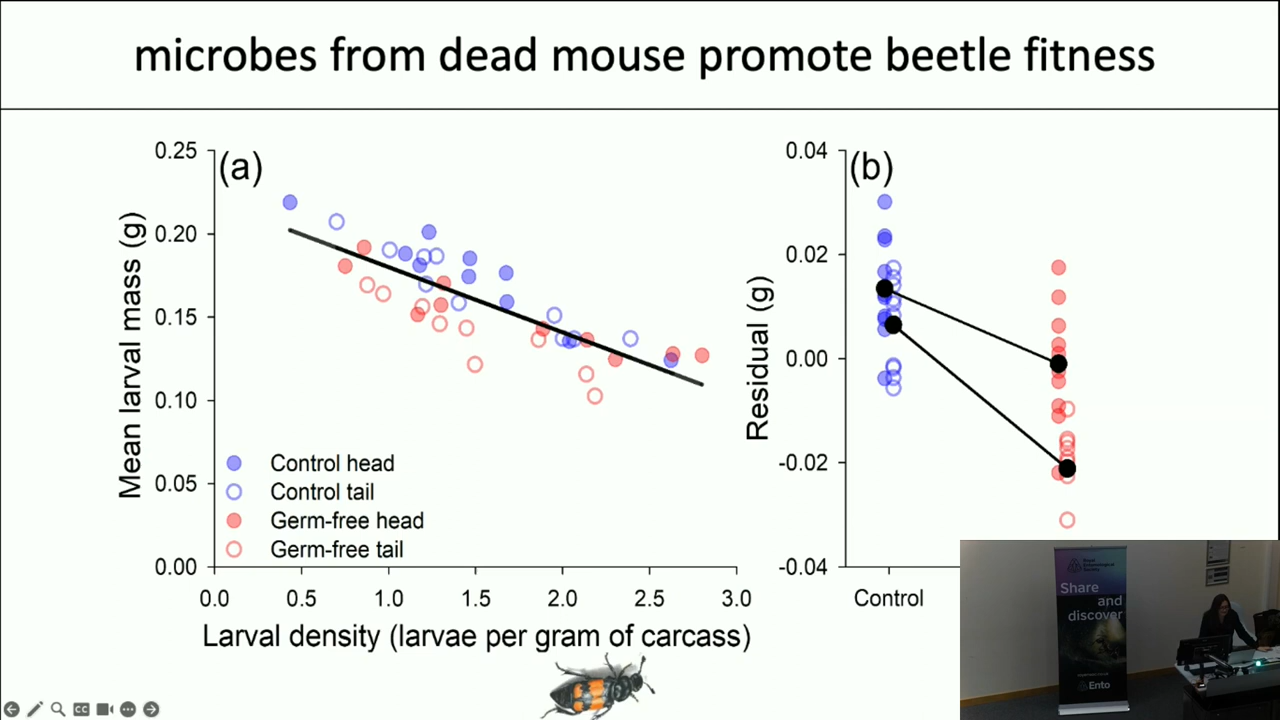 microbes from dead mouse promote beetle fitness
0.25
0.20
0.15
0.10
0.05
0.00
Mean larval mass (g)
(a)
Control head
Control tail
Germ-free head
Germ-free tail
0.0 0.5 1.0 1.5 2.0 2.5 3.0
Larval density (larvae per gram of carcass)
0.04
0.02
0.00
-0.02
-0.04
Residual (g)
(b)
Control
Share
and
discover
Ento
CC